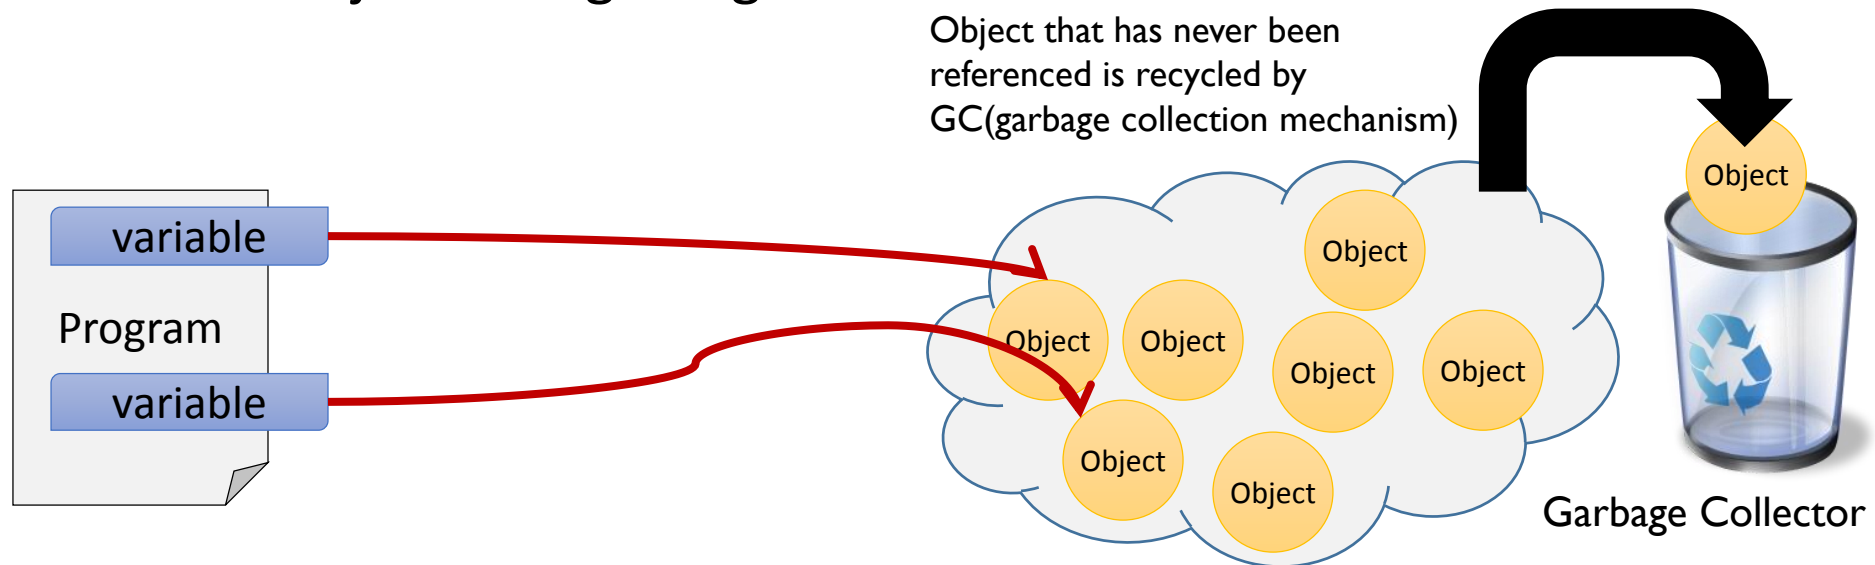 Object that has never been
referenced is recycled by
GC(garbage collection mechanism)
Object
variable
Object
Program
Object
Object
Object
Object
variable
Object
Object
Garbage Collector